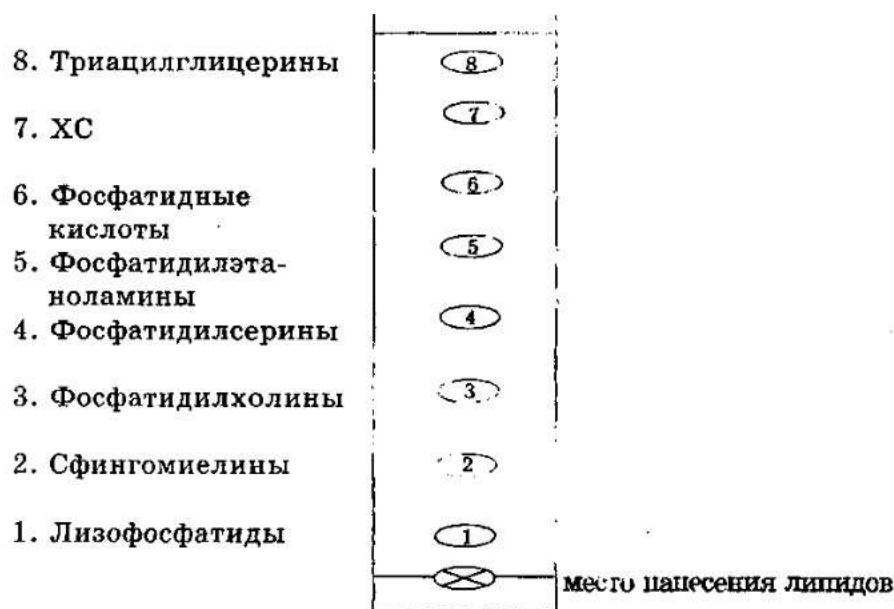 8. Триацилглицерины
8
7. ХС
7
6. Фосфатидные
кислоты
6
5. Фосфатидилэта-
ноламины
5
4. Фосфатидилсерины
4
3. Фосфатидилхолины
3
2. Сфингомиелины
2
1. Лизофосфатиды
1
место нанесения липидов